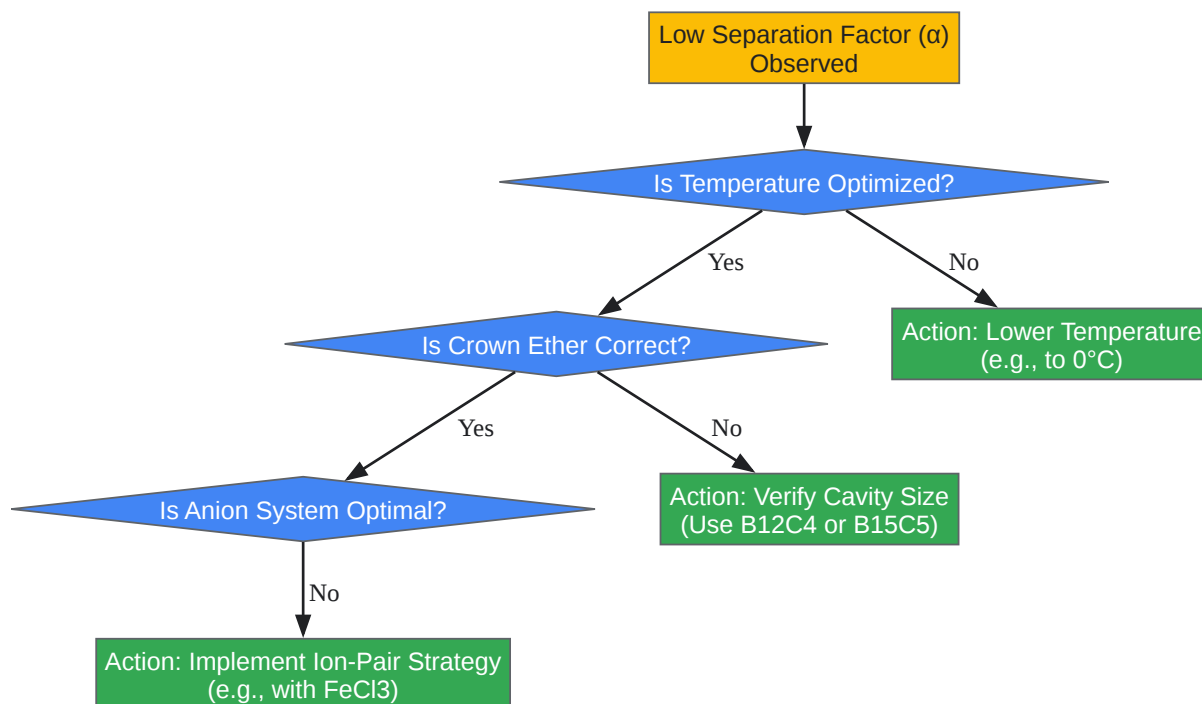 Low Separation Factor (α)
Observed
Is Temperature Optimized?
Yes
No
Is Crown Ether Correct?
Action: Lower Temperature
(e.g., to 0°C)
Yes
No
Is Anion System Optimal?
Action: Verify Cavity Size
(Use B12C4 or B15C5)
No
Action: Implement Ion-Pair Strategy
(e.g., with FeCl3)